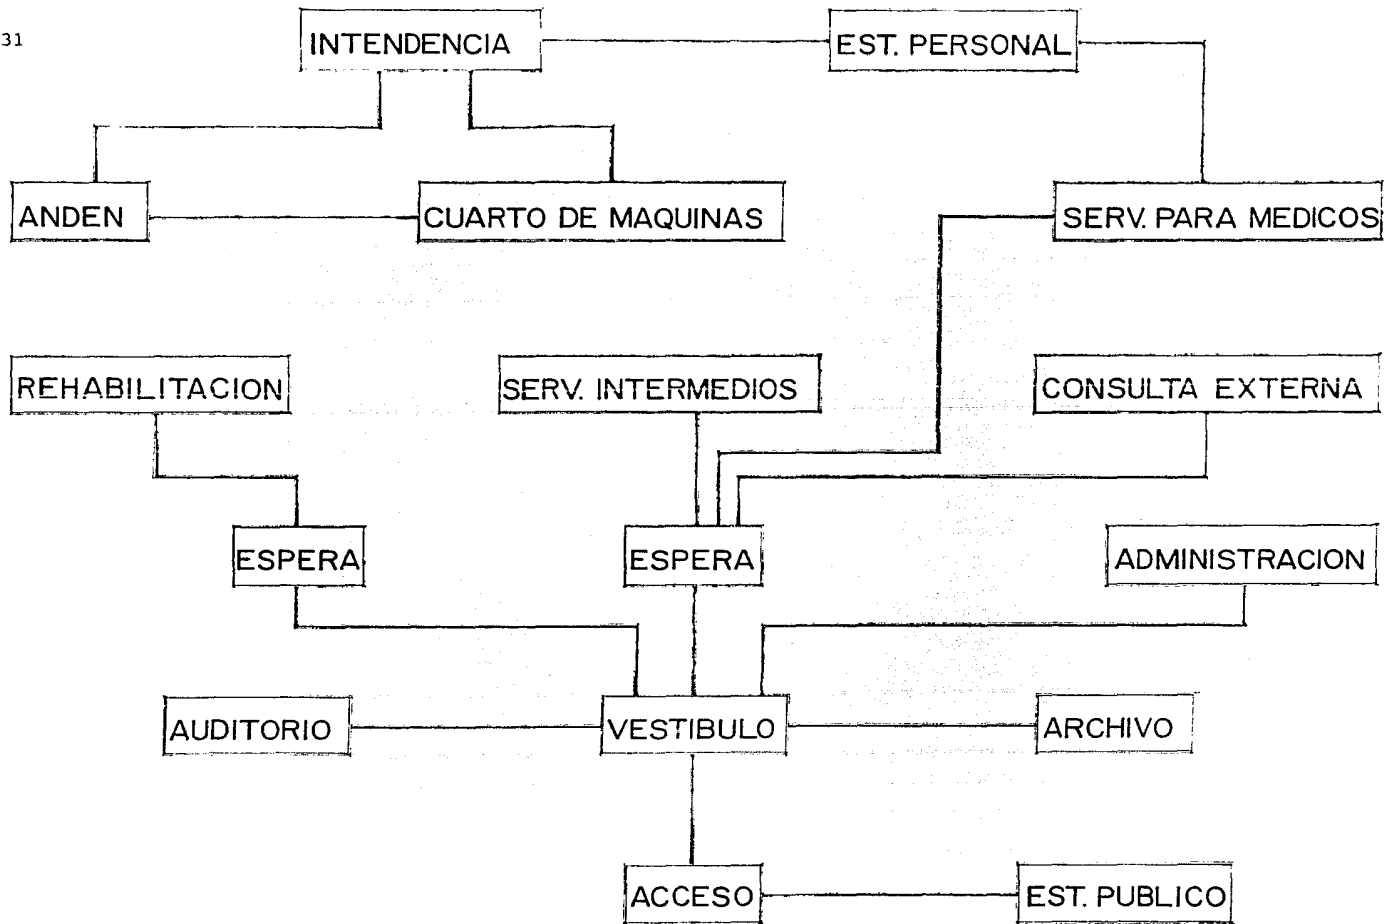 31
INTENDENCIA
EST. PERSONAL
ANDEN
CUARTO DE MAQUINAS
SERV. PARA MEDICOS
REHABILITACION
SERV. INTERMEDIOS
CONSULTA EXTERNA
ESPERA
ESPERA
ADMINISTRACION
AUDITORIO
VESTIBULO
ARCHIVO
ACCESO
EST. PUBLICO